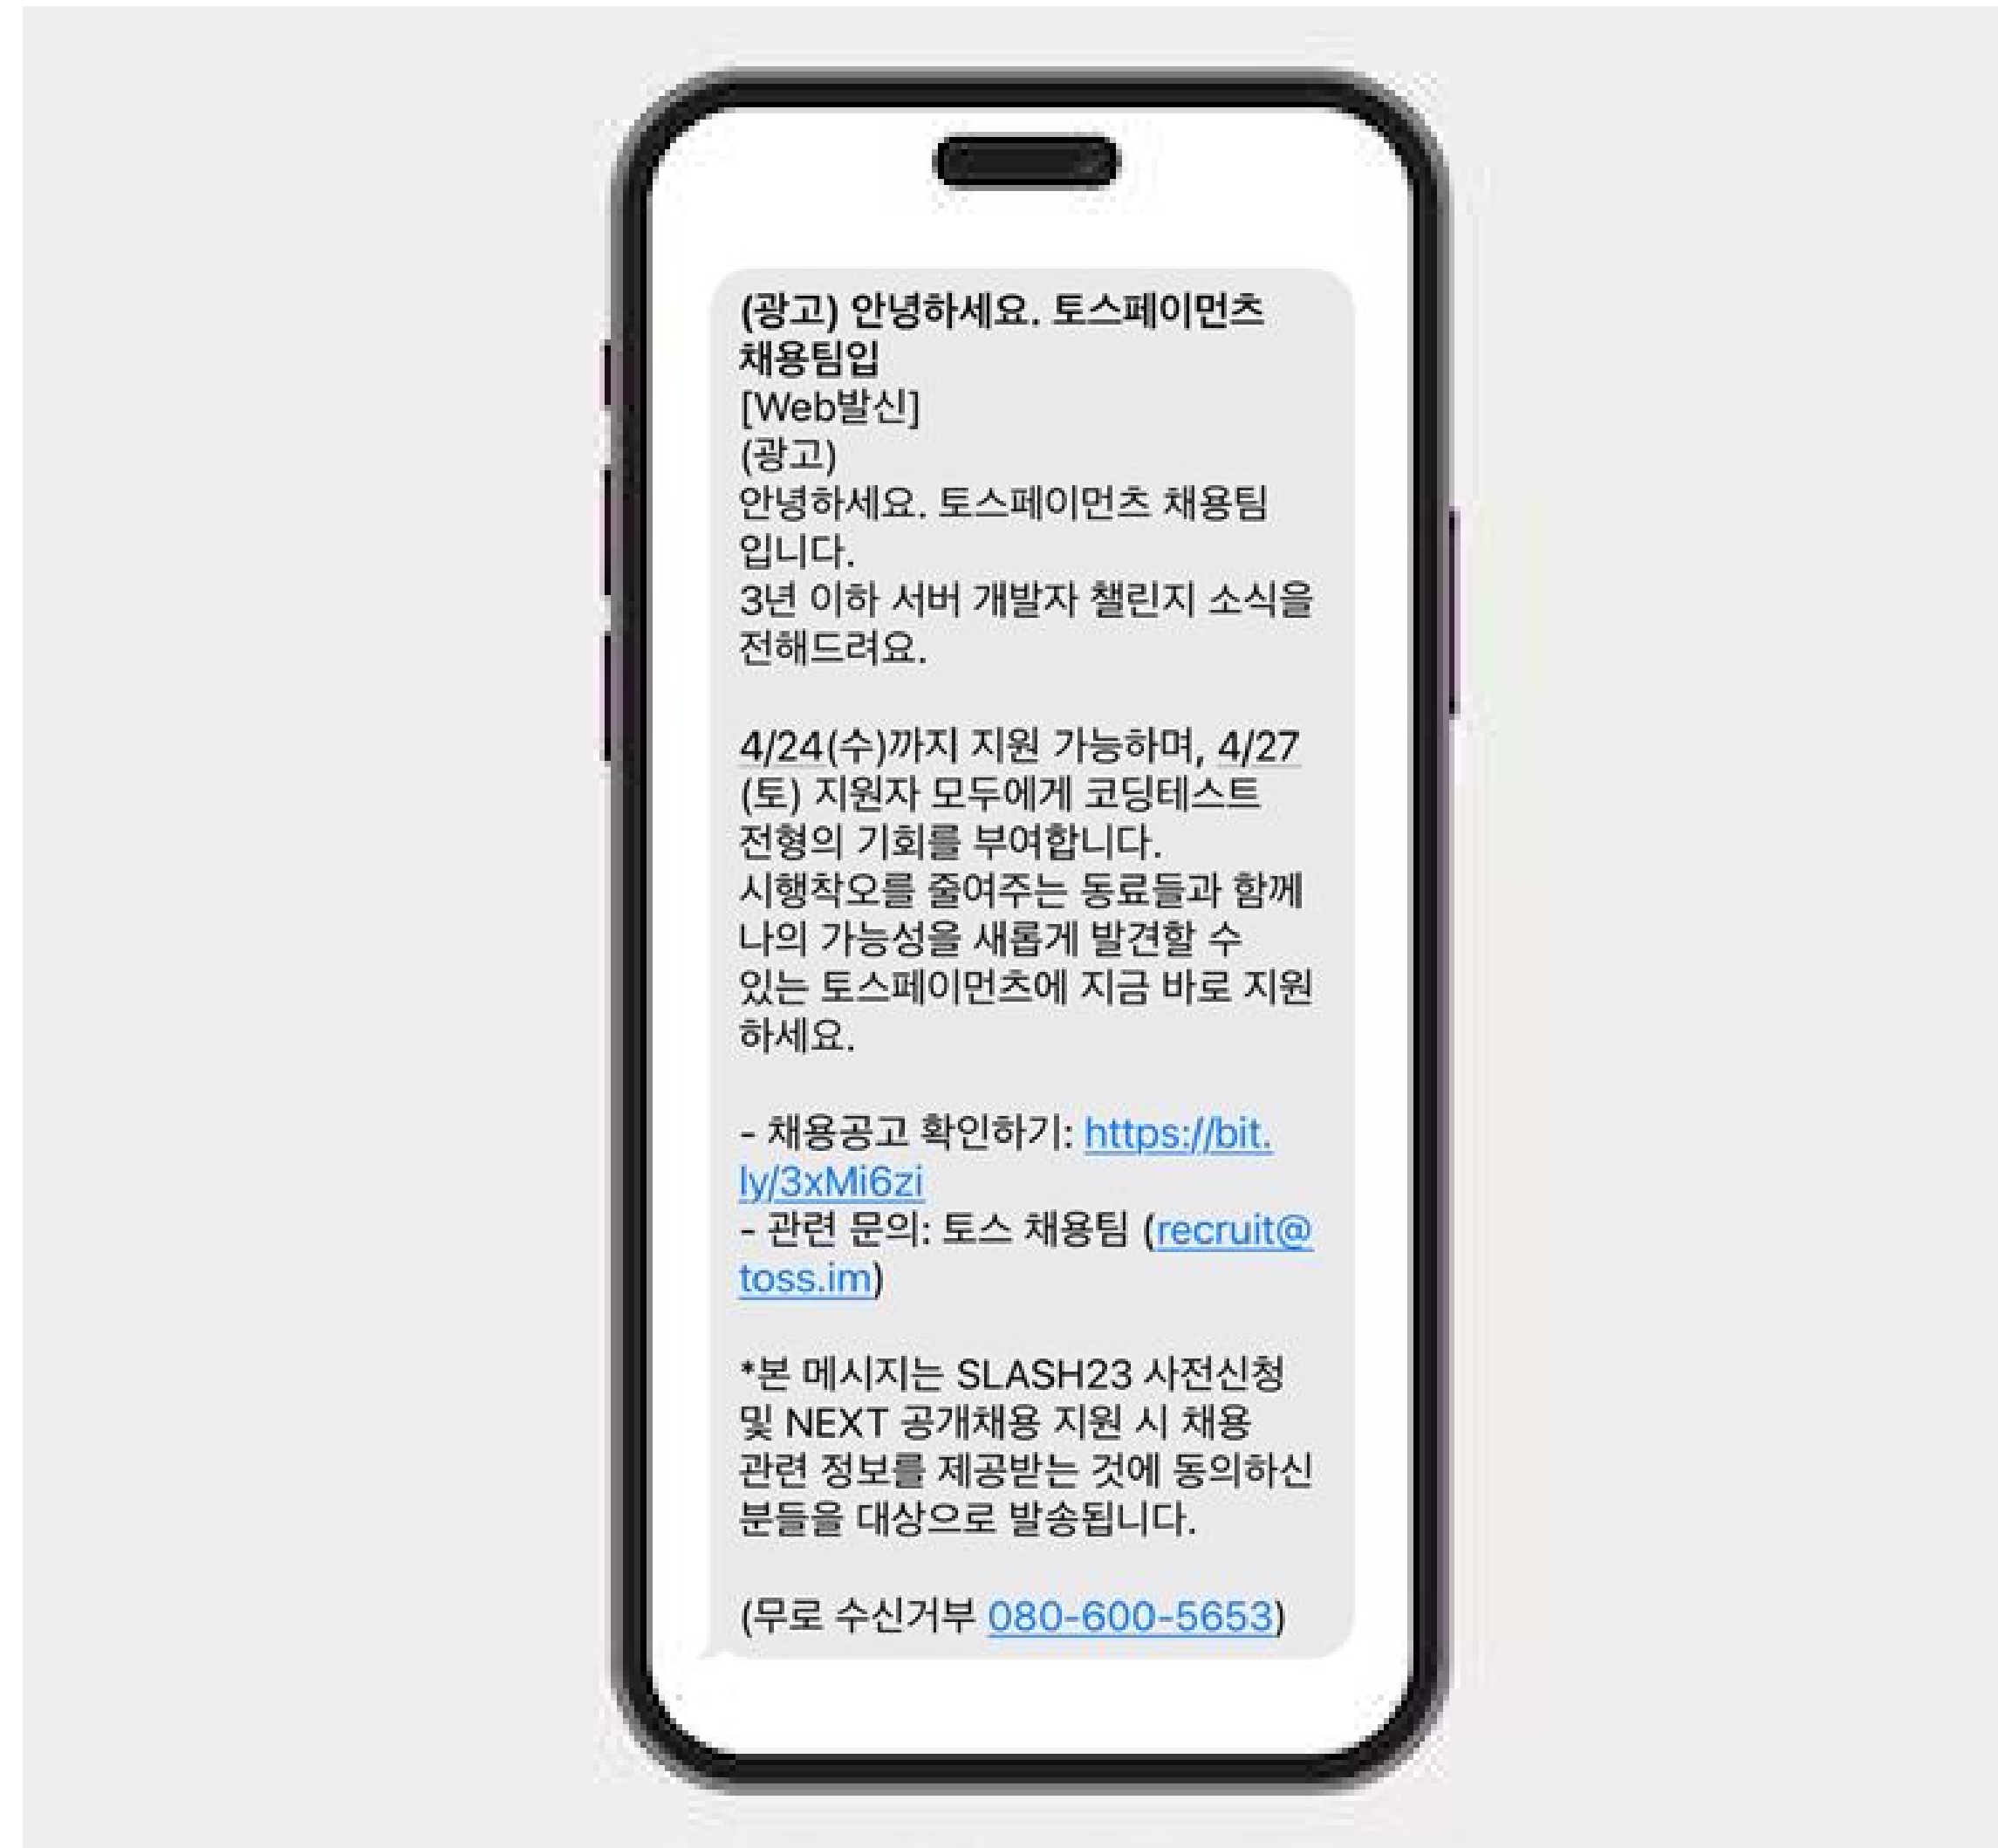 (광고) 안녕하세요. 토스페이먼츠
채용팀입
[Web발신]
(광고)
안녕하세요. 토스페이먼츠 채용팀
입니다.
3년 이하 서버 개발자 챌린지 소식을
전해드려요.
4/24(수)까지 지원 가능하며, 4/27
(토) 지원자 모두에게 코딩테스트
전형의 기회를 부여합니다.
시행착오를 줄여주는 동료들과 함께
나의 가능성을 새롭게 발견할 수
있는 토스페이먼츠에 지금 바로 지원
하세요.
- 채용공고 확인하기: https://bit.
ly/3xMi6zi
- 관련 문의: 토스 채용팀 (recruit@
toss.im)
*본 메시지는 SLASH23 사전신청
및 NEXT 공개채용 지원 시 채용
관련 정보를 제공받는 것에 동의하신
분들을 대상으로 발송됩니다.
(무로 수신거부 080-600-5653)